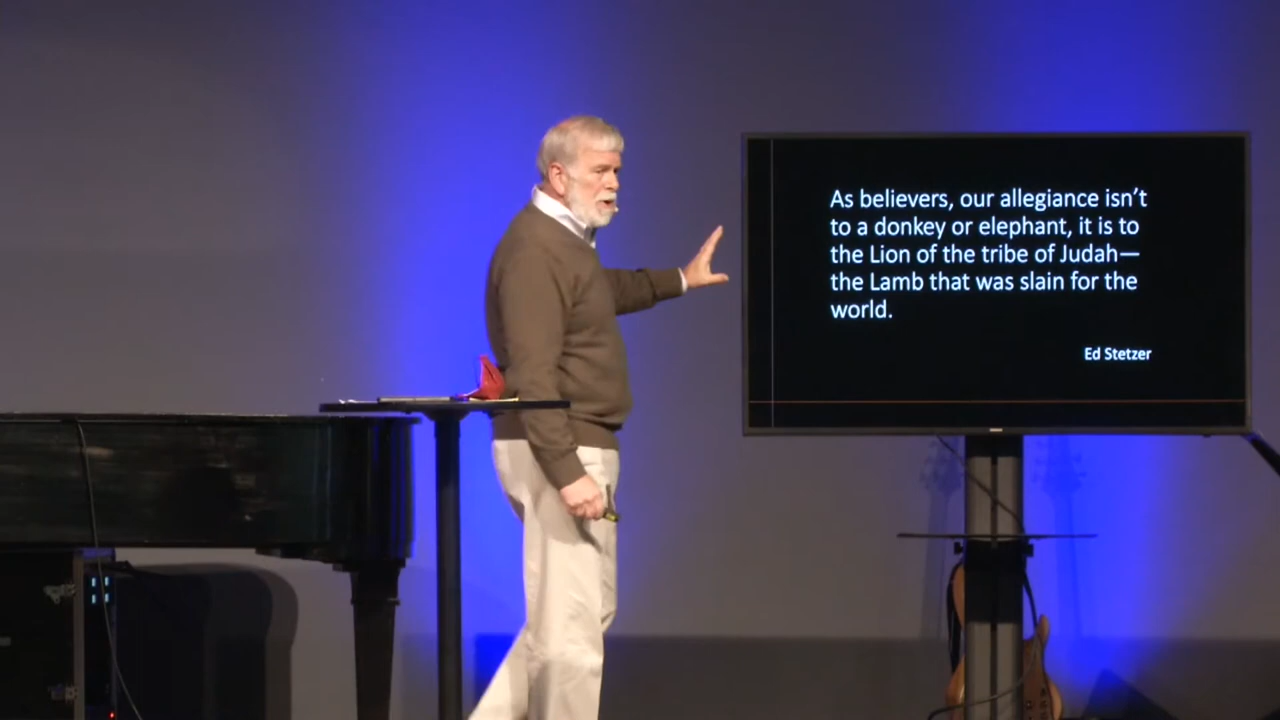 As believers, our allegiance isn’t
to a donkey or elephant, it is to
the Lion of the tribe of Judah—
the Lamb that was slain for the
world.
Ed Stetzer